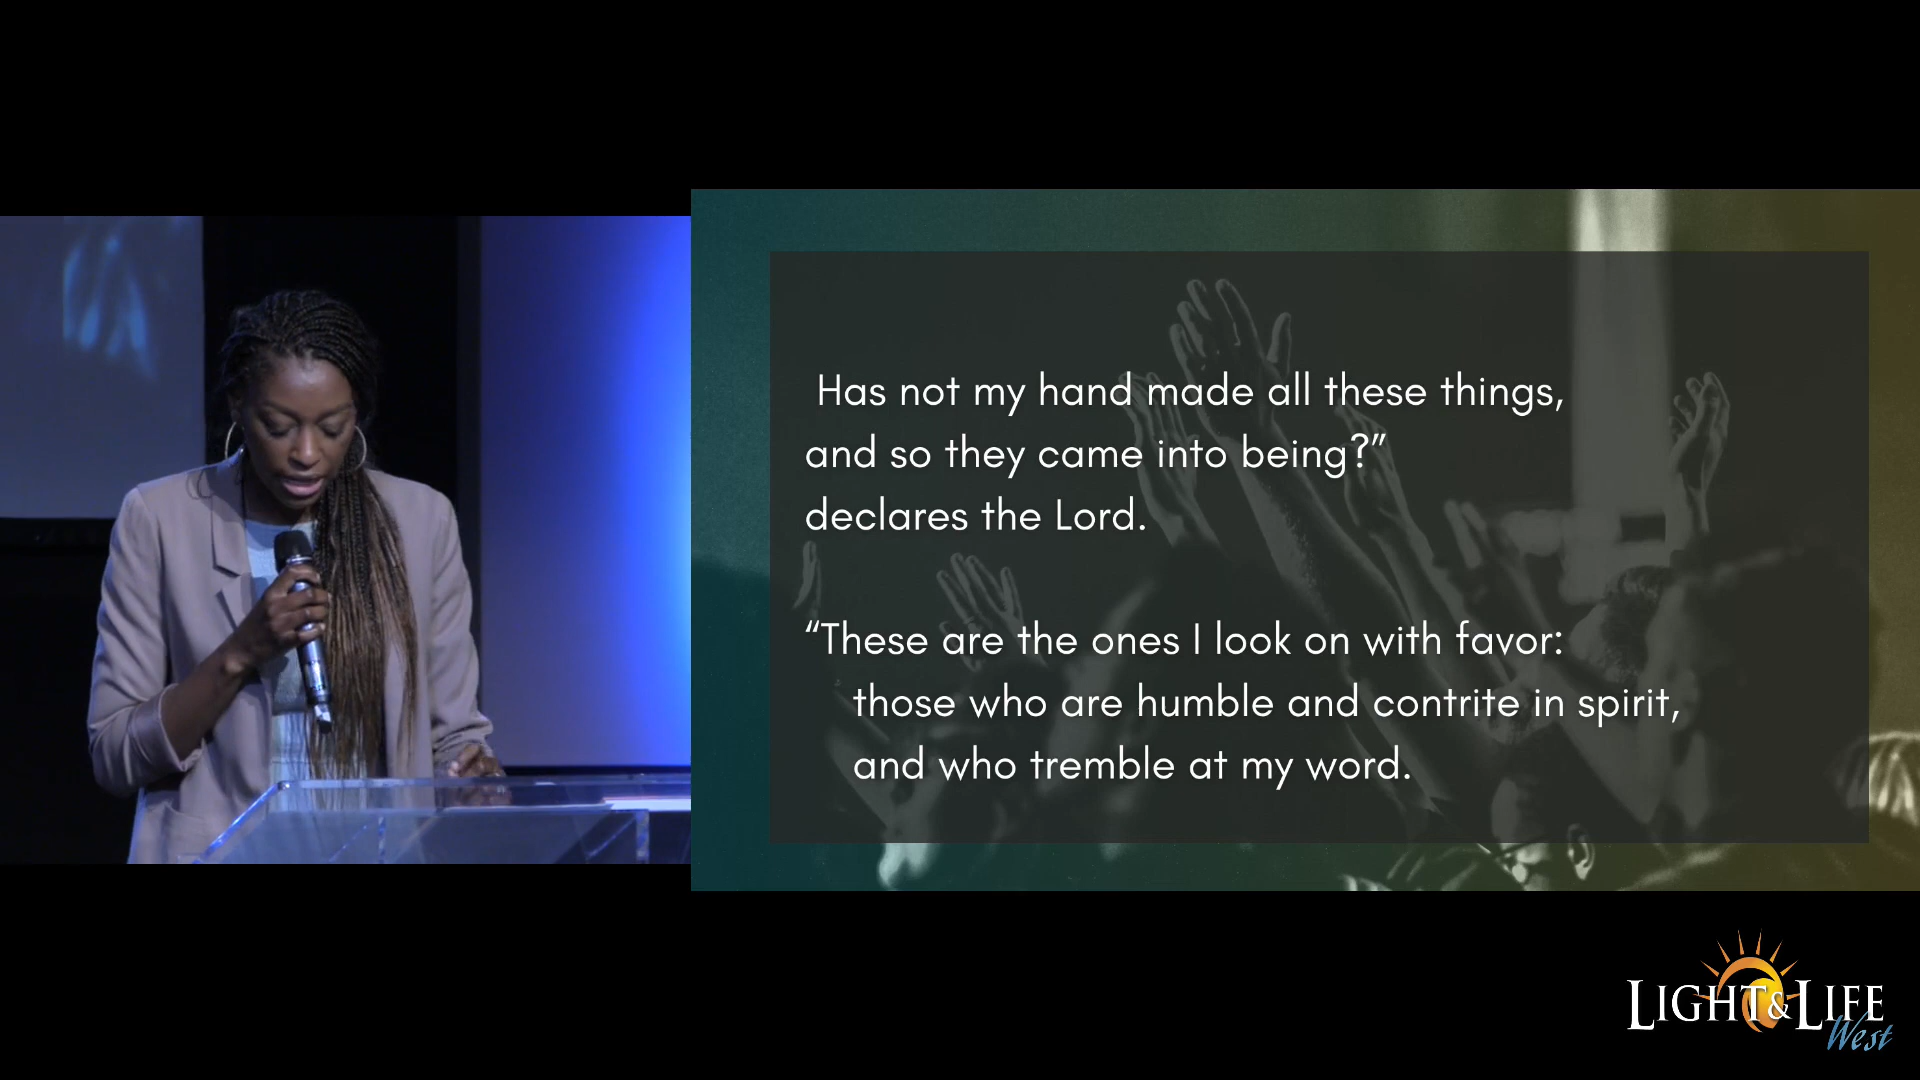 Has not my hand made all these things,
and so they came into being?”
declares the Lord.
“These are the ones I look on with favor:
those who are humble and contrite in spirit,
and who tremble at my word.
LIGHT & LIFE
West